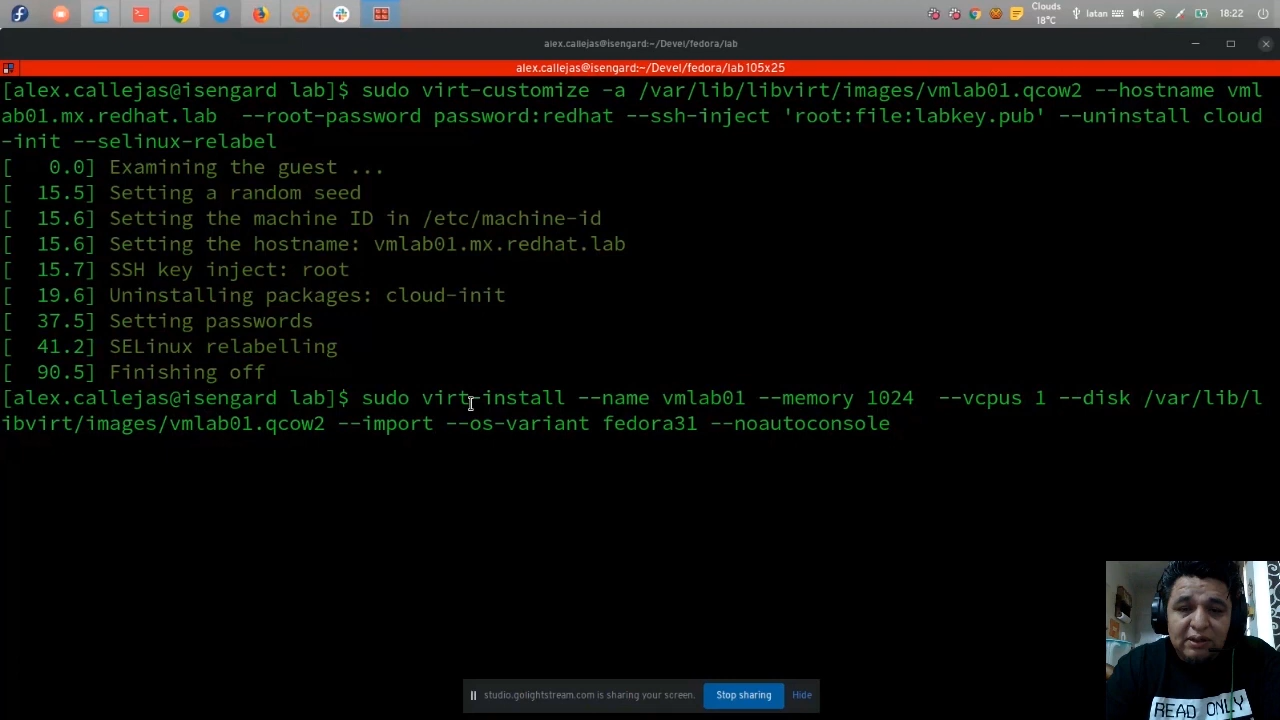 Clouds
18°C
latan
18:22
alex.callejas@isengard:~/Devel/fedora/lab
alex.callejas@isengard:~/Devel/fedora/lab 105x25
[alex.callejas@isengard lab]$ sudo virt-customize -a /var/lib/libvirt/images/vmlab01.qcow2 --hostname vml
ab01.mx.redhat.lab  --root-password password:redhat --ssh-inject 'root:file:labkey.pub' --uninstall cloud
-init --selinux-relabel
[   0.0] Examining the guest ...
[  15.5] Setting a random seed
[  15.6] Setting the machine ID in /etc/machine-id
[  15.6] Setting the hostname: vmlab01.mx.redhat.lab
[  15.7] SSH key inject: root
[  19.6] Uninstalling packages: cloud-init
[  37.5] Setting passwords
[  41.2] SELinux relabelling
[  90.5] Finishing off
[alex.callejas@isengard lab]$ sudo virt-install --name vmlab01 --memory 1024  --vcpus 1 --disk /var/lib/l
ibvirt/images/vmlab01.qcow2 --import --os-variant fedora31 --noautoconsole
studio.golightstream.com is sharing your screen.
Stop sharing
Hide
READ ONLY